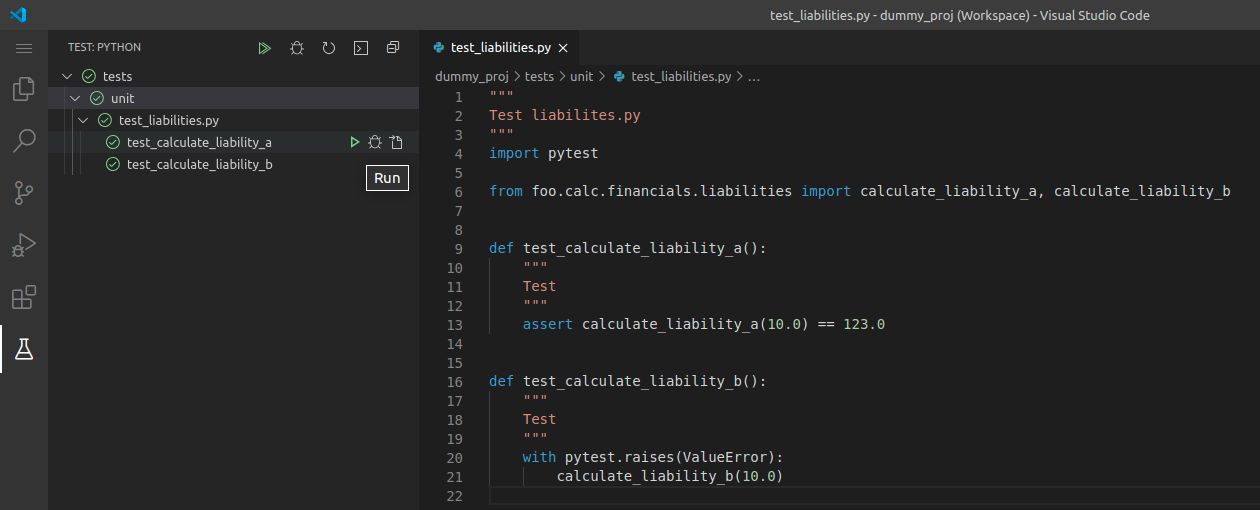 test_liabilities.py - dummy_proj (Workspace) - Visual Studio Code
TEST: PYTHON
tests
unit
test_liabilities.py
test_calculate_liability_a
test_calculate_liability_b
Run
test_liabilities.py
dummy_proj > tests > unit > test_liabilities.py > ...
1 """
2 Test liabilites.py
3 """
4 import pytest
5
6 from foo.calc.financials.liabilities import calculate_liability_a, calculate_liability_b
7
8
9 def test_calculate_liability_a():
10     """
11     Test
12     """
13     assert calculate_liability_a(10.0) == 123.0
14
15
16 def test_calculate_liability_b():
17     """
18     Test
19     """
20     with pytest.raises(ValueError):
21         calculate_liability_b(10.0)
22